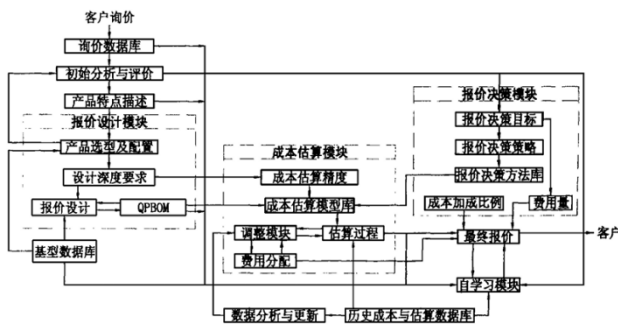 客户询价
询价数据库
初始分析与评价
产品特点描述
报价设计模块
产品选型及配置
设计深度要求
报价设计
QPBOM
基型数据库
成本估算模块
成本估算精度
成本估算模型库
调整模块
估算过程
费用分配
数据分析与更新
历史成本与估算数据库
报价决策模块
报价决策目标
报价决策策略
报价决策方法库
成本加成比例
费用量
最终报价
客户
自学习模块